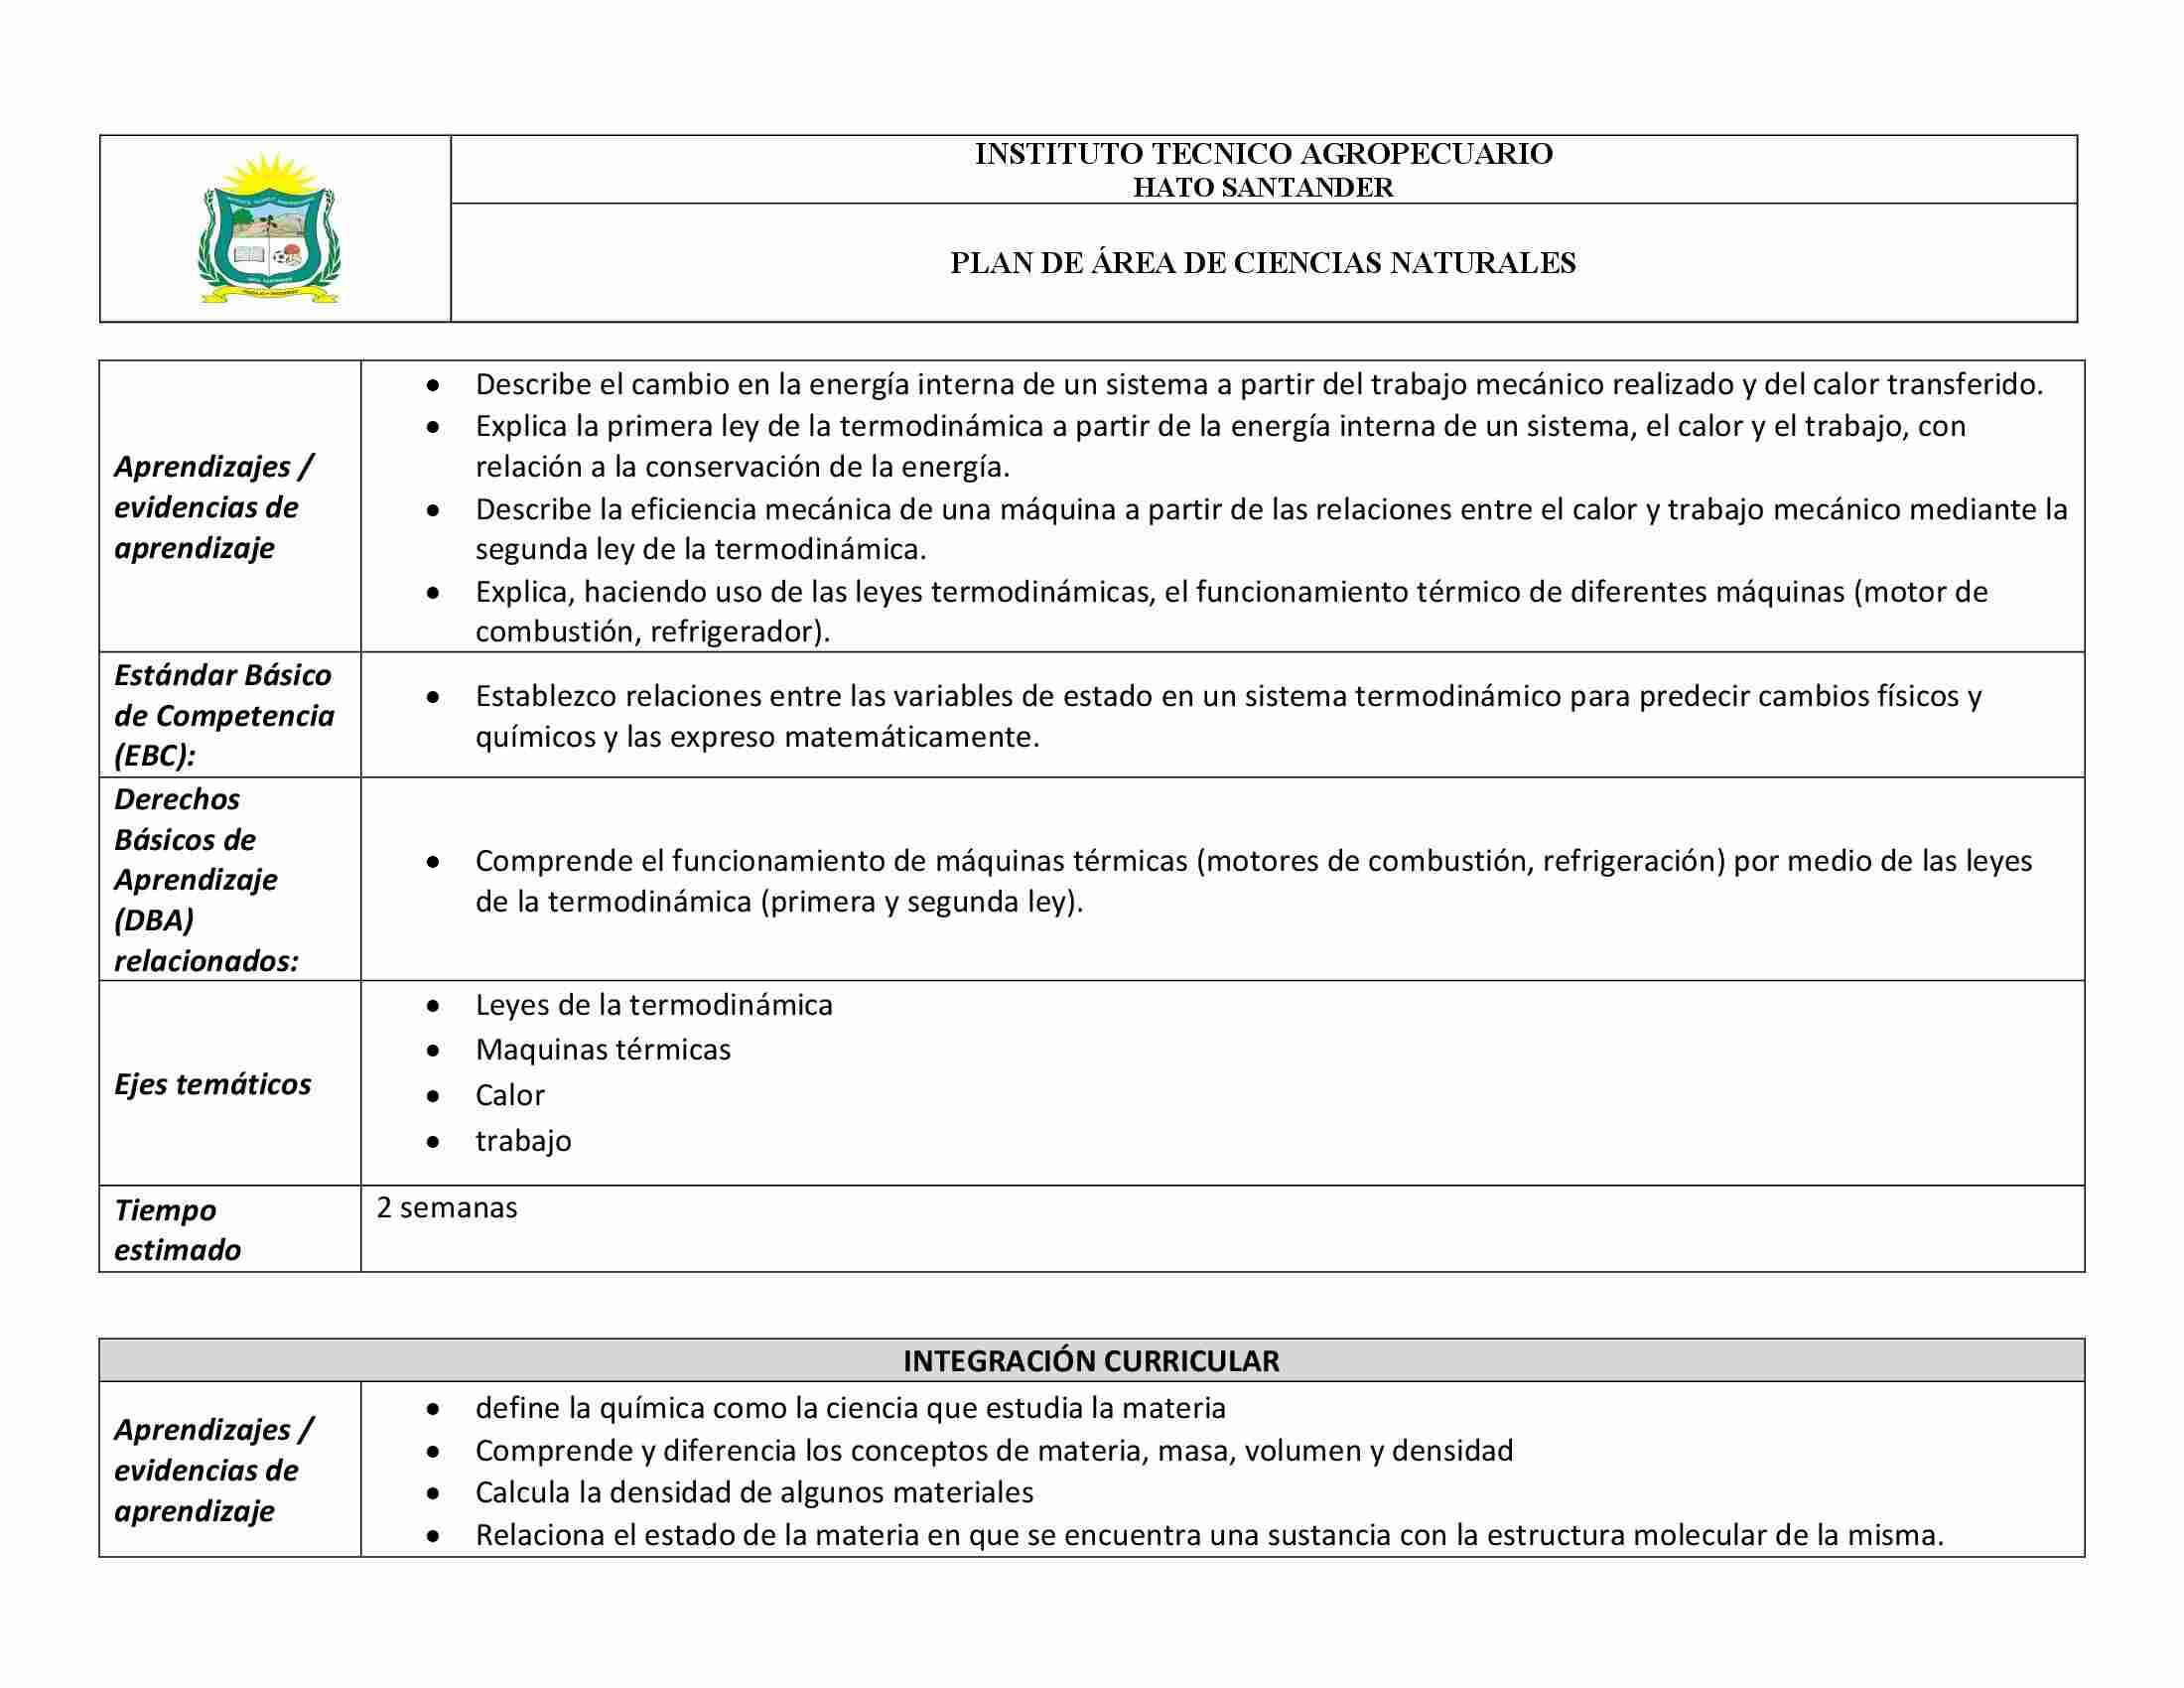 INSTITUTO TECNICO AGROPECUARIO
HATO SANTANDER
PLAN DE ÁREA DE CIENCIAS NATURALES
Aprendizajes /
evidencias de
aprendizaje
• Describe el cambio en la energía interna de un sistema a partir del trabajo mecánico realizado y del calor transferido.
• Explica la primera ley de la termodinámica a partir de la energía interna de un sistema, el calor y el trabajo, con
relación a la conservación de la energía.
• Describe la eficiencia mecánica de una máquina a partir de las relaciones entre el calor y trabajo mecánico mediante la
segunda ley de la termodinámica.
• Explica, haciendo uso de las leyes termodinámicas, el funcionamiento térmico de diferentes máquinas (motor de
combustión, refrigerador).
Estándar Básico
de Competencia
(EBC):
• Establezco relaciones entre las variables de estado en un sistema termodinámico para predecir cambios físicos y
químicos y las expreso matemáticamente.
Derechos
Básicos de
Aprendizaje
(DBA)
relacionados:
• Comprende el funcionamiento de máquinas térmicas (motores de combustión, refrigeración) por medio de las leyes
de la termodinámica (primera y segunda ley).
Ejes temáticos
• Leyes de la termodinámica
• Maquinas térmicas
• Calor
• trabajo
Tiempo
estimado
2 semanas
INTEGRACIÓN CURRICULAR
Aprendizajes /
evidencias de
aprendizaje
• define la química como la ciencia que estudia la materia
• Comprende y diferencia los conceptos de materia, masa, volumen y densidad
• Calcula la densidad de algunos materiales
• Relaciona el estado de la materia en que se encuentra una sustancia con la estructura molecular de la misma.